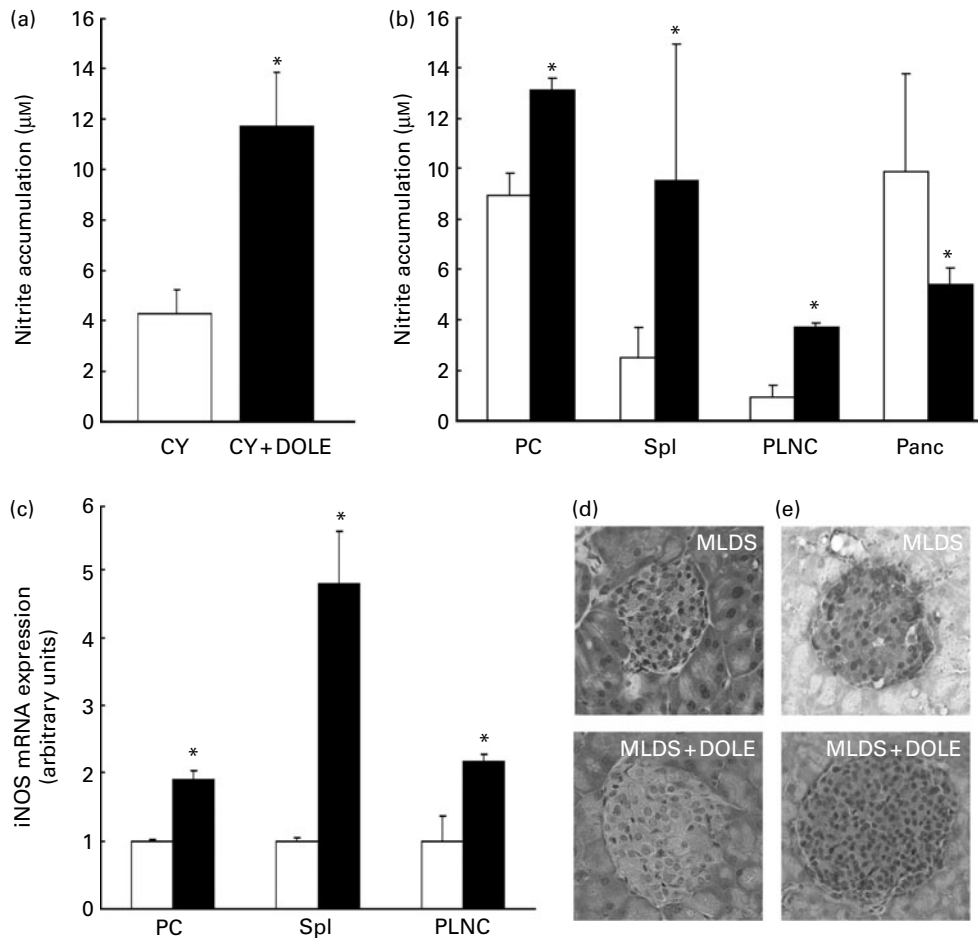 (a)
16
14
12
10
8
6
4
2
0
Nitrite accumulation (µM)
*
CY
CY + DOLE
(b)
16
14
12
10
8
6
4
2
0
Nitrite accumulation (µM)
*
*
*
*
PC
Spl
PLNC
Panc
(c)
6
5
4
3
2
1
0
iNOS mRNA expression
(arbitrary units)
*
*
*
PC
Spl
PLNC
(d)
MLDS
MLDS + DOLE
(e)
MLDS
MLDS + DOLE